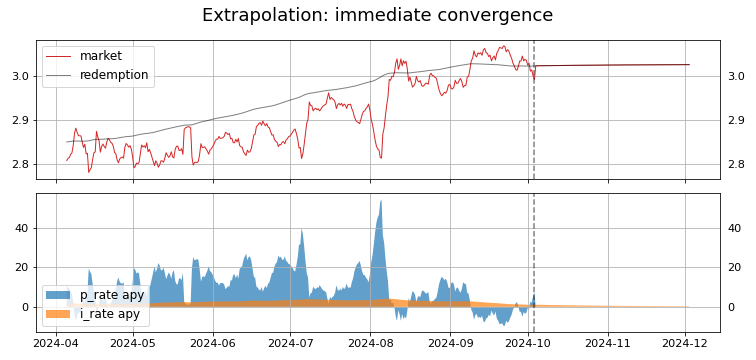 Extrapolation: immediate convergence
market
redemption
3.0 3.0
2.9 2.9
2.8 2.8
40 40
20 20
0 0
p_rate apy
i_rate apy
2024-04 2024-05 2024-06 2024-07 2024-08 2024-09 2024-10 2024-11 2024-12